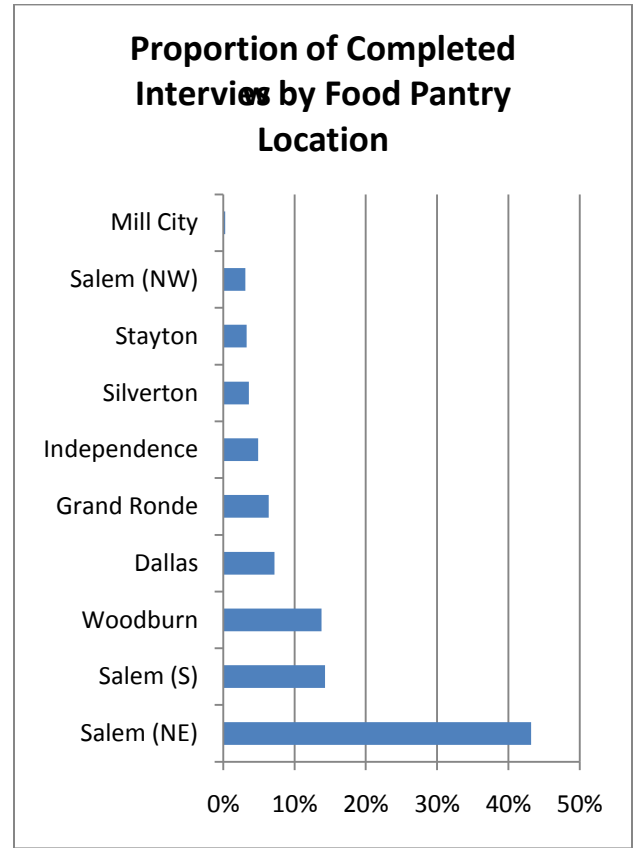 Proportion of Completed
Interview by Food Pantry
Location
Mill City
Salem (NW)
Stayton
Silverton
Independence
Grand Ronde
Dallas
Woodburn
Salem (S)
Salem (NE)
0% 10% 20% 30% 40% 50%